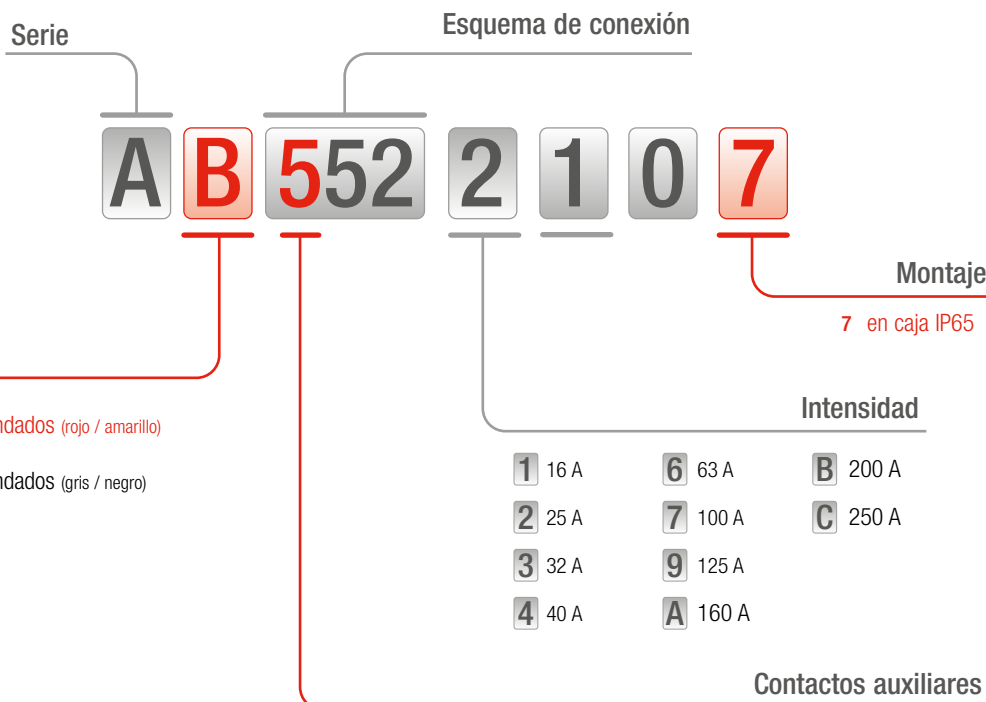 Serie
Esquema de conexión
A B 552 2 1 0 7
Montaje
7 en caja IP65
Intensidad
ndados (rojo / amarillo)
ndados (gris / negro)
1 16 A 6 63 A B 200 A
2 25 A 7 100 A C 250 A
3 32 A 9 125 A
4 40 A A 160 A
Contactos auxiliares